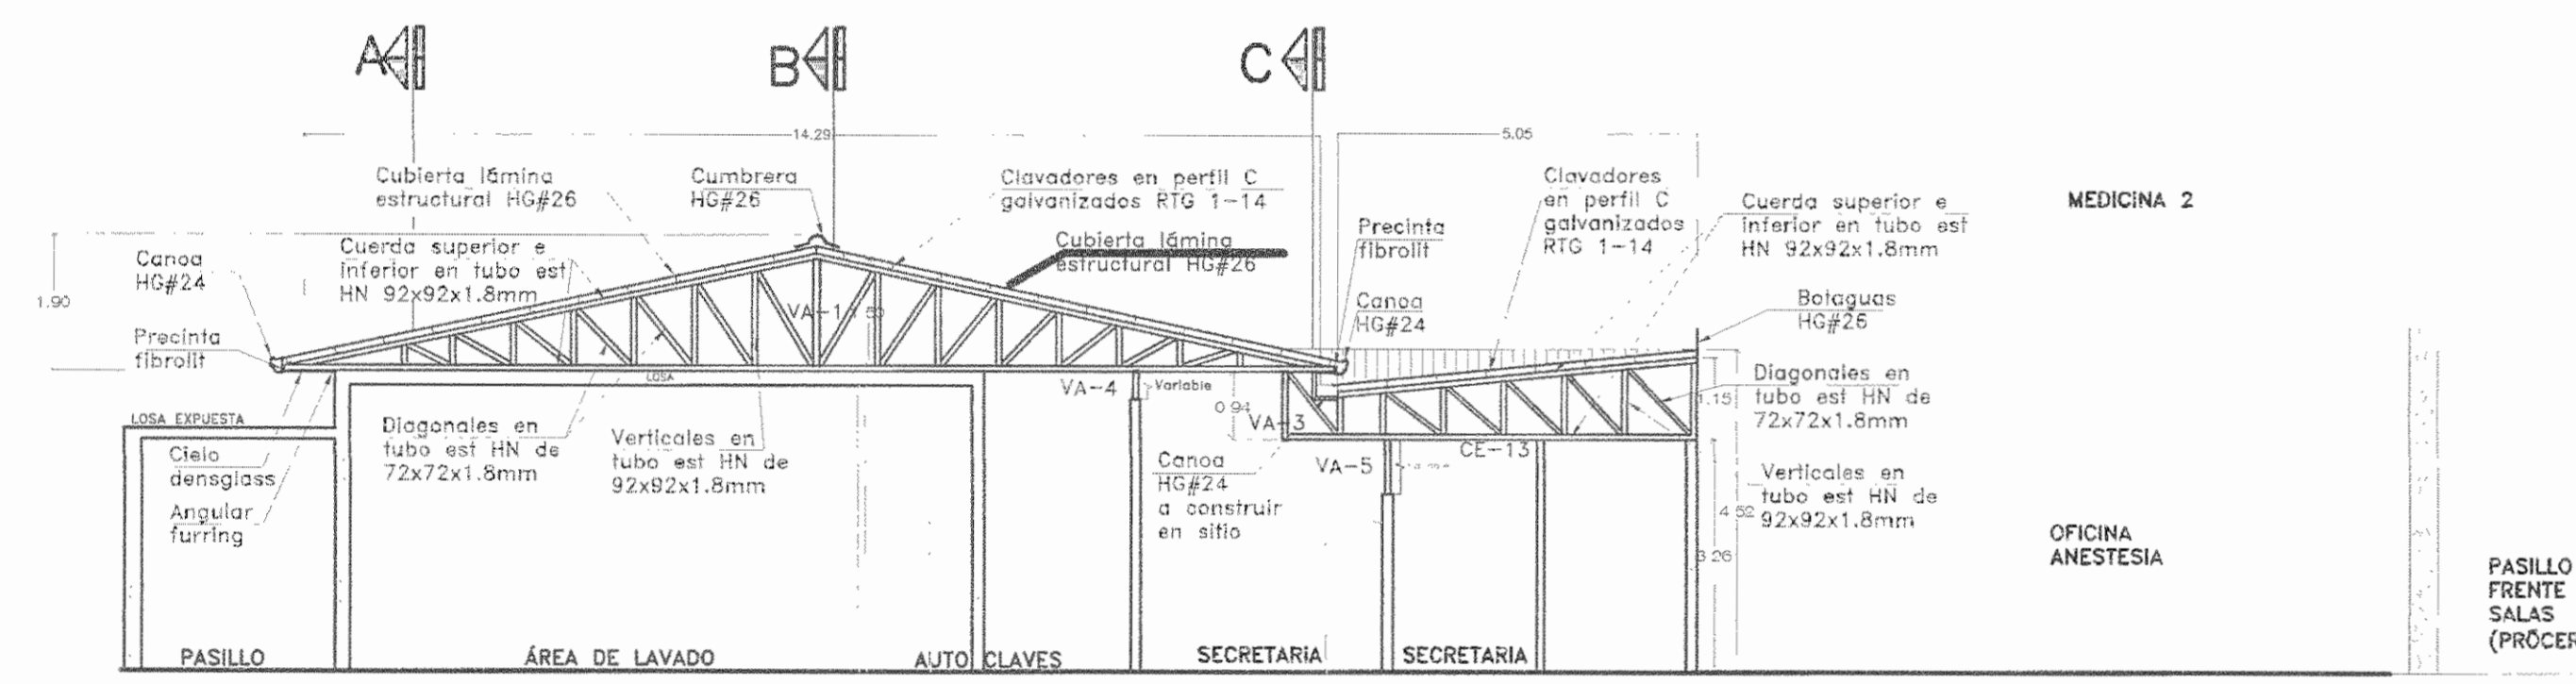 A
B
C
14.29
5.05
Cubierta lámina
estructural HG#26
Cumbrera
HG#26
Clavadores en perfil C
galvanizados RTG 1-14
Clavadores
en perfil C
galvanizados
RTG 1-14
Cuerda superior e
inferior en tubo est
HN 92x92x1.8mm
MEDICINA 2
Precinta
fibrolit
Cubierta lámina
estructural HG#26
Canoa
HG#24
Cuerda superior e
inferior en tubo est
HN 92x92x1.8mm
1.90
Canoa
HG#24
Botaguas
HG#26
VA-1
Precinta
fibrolit
LOSA
VA-4
Variable
0.94
VA-3
1.15
Diagonales en
tubo est HN de
72x72x1.8mm
LOSA EXPUESTA
Diagonales en
tubo est HN de
72x72x1.8mm
Verticales en
tubo est HN de
92x92x1.8mm
Cielo
densglass
Angular
furring
Canoa
HG#24
a construir
en sitio
VA-5
CE-13
Verticales en
tubo est HN de
92x92x1.8mm
4.52
3.26
OFICINA
ANESTESIA
PASILLO
FRENTE
SALAS
PASILLO
ÁREA DE LAVADO
AUTO CLAVES
SECRETARIA
SECRETARIA